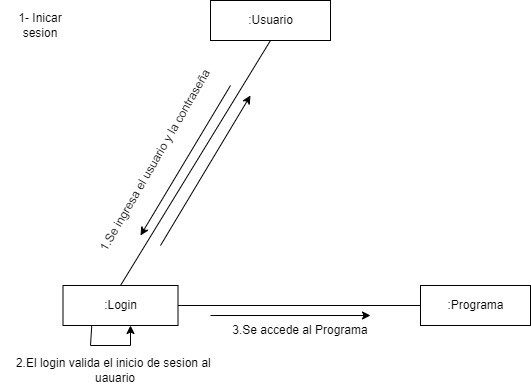 1- Inicar
sesion
:Usuario
1.Se ingresa el usuario y la contraseña
:Login
:Programa
3.Se accede al Programa
2.El login valida el inicio de sesion al
uauario